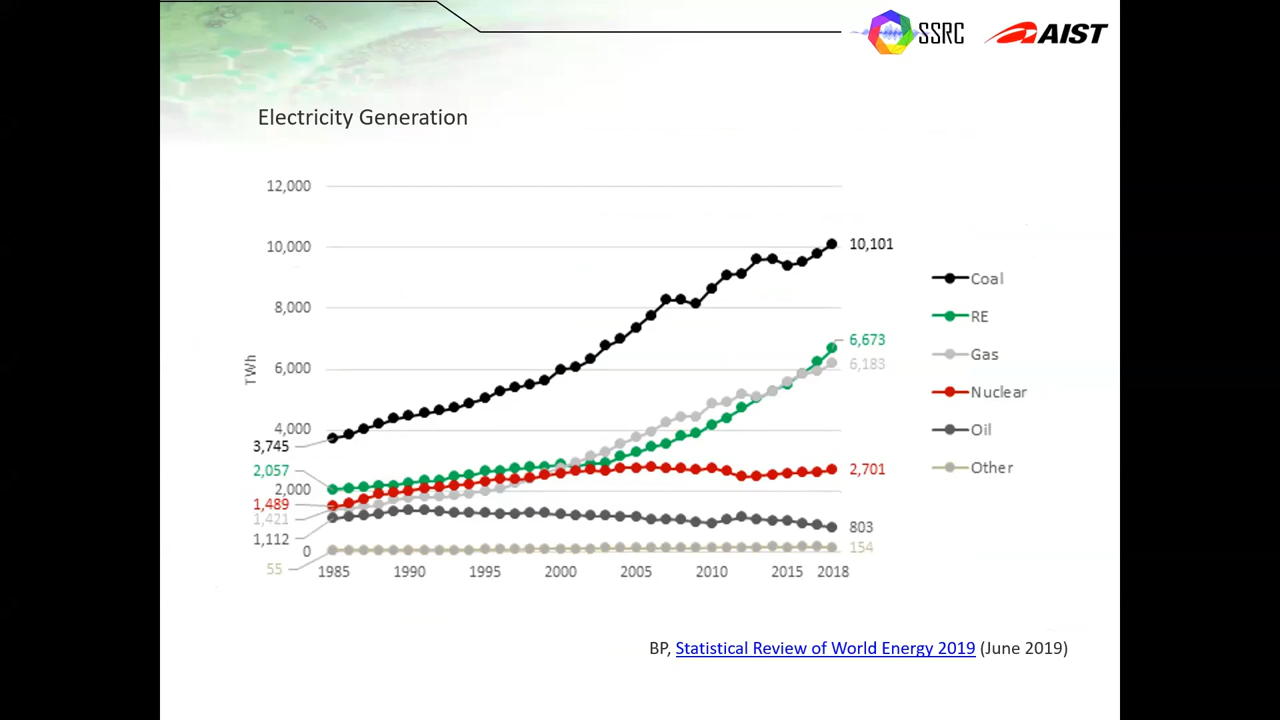 SSRC
AIST
Electricity Generation
12,000
10,000
8,000
6,000
4,000
2,000
0
TWh
3,745
2,057
1,489
1,421
1,112
55
10,101
6,673
6,183
2,701
803
154
1985 1990 1995 2000 2005 2010 2015 2018
Coal
RE
Gas
Nuclear
Oil
Other
BP, Statistical Review of World Energy 2019 (June 2019)